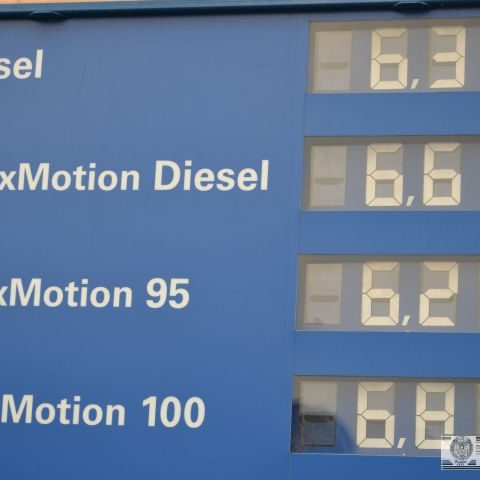 sel 6,3
xMotion Diesel 6,6
xMotion 95 6,2
Motion 100 6,8